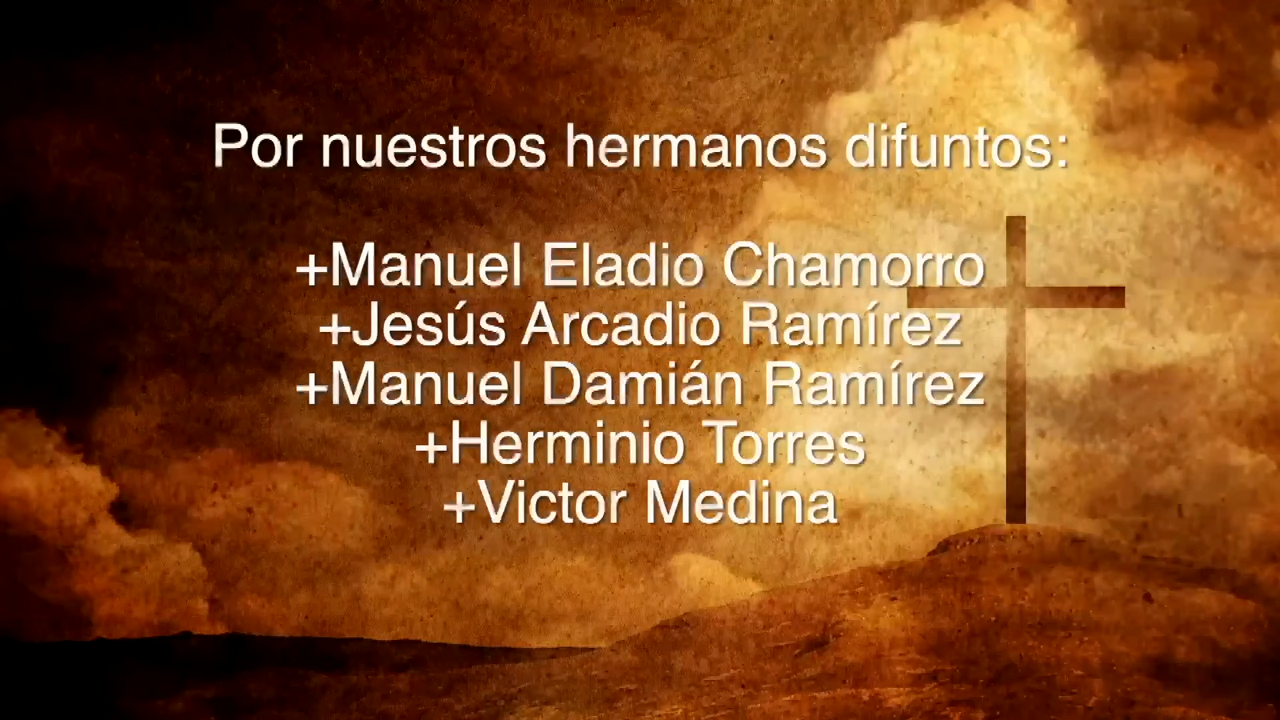 Por nuestros hermanos difuntos:
+Manuel Eladio Chamorro
+Jesús Arcadio Ramírez
+Manuel Damián Ramírez
+Herminio Torres
+Victor Medina